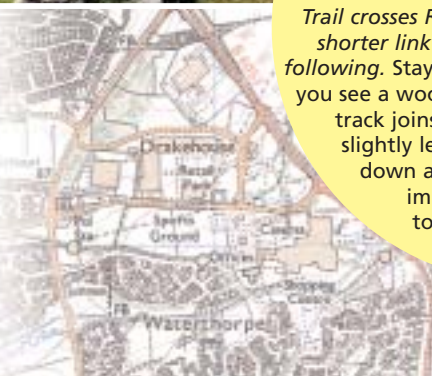 Trail crosses
shorter link
following. Stay
you see a woo
track joins
slightly le
down a
im
to
Drakehouse
Retail
Park
Sports
Ground
Offices
Shopping
Centre
FB
Waterthorpe